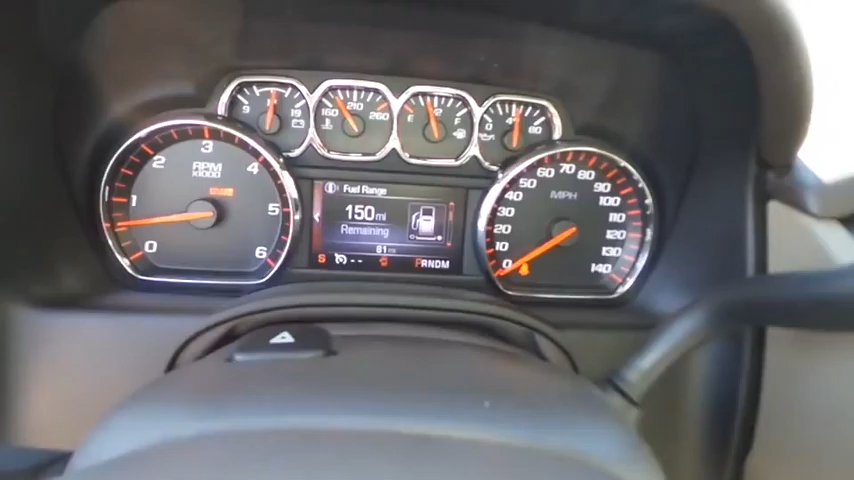 9 19
160 210 260
E 2 F
0 40 80
RPM
X1000
0 1 2 3 4 5 6
Fuel Range
150 mi
Remaining
81 mi
S -- PRNDM
MPH
0 10 20 30 40 50 60 70 80 90 100 110 120 130 140